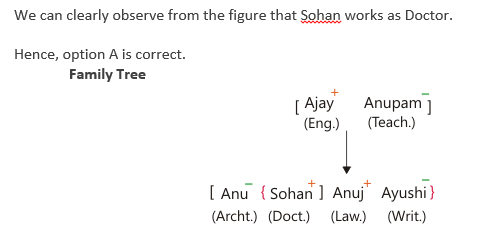 We can clearly observe from the figure that Sohan works as Doctor.
Hence, option A is correct.
Family Tree
[ Ajay+ Anupam− ]
(Eng.) (Teach.)
[ Anu− { Sohan+ ] Anuj+ Ayushi− }
(Archt.) (Doct.) (Law.) (Writ.)